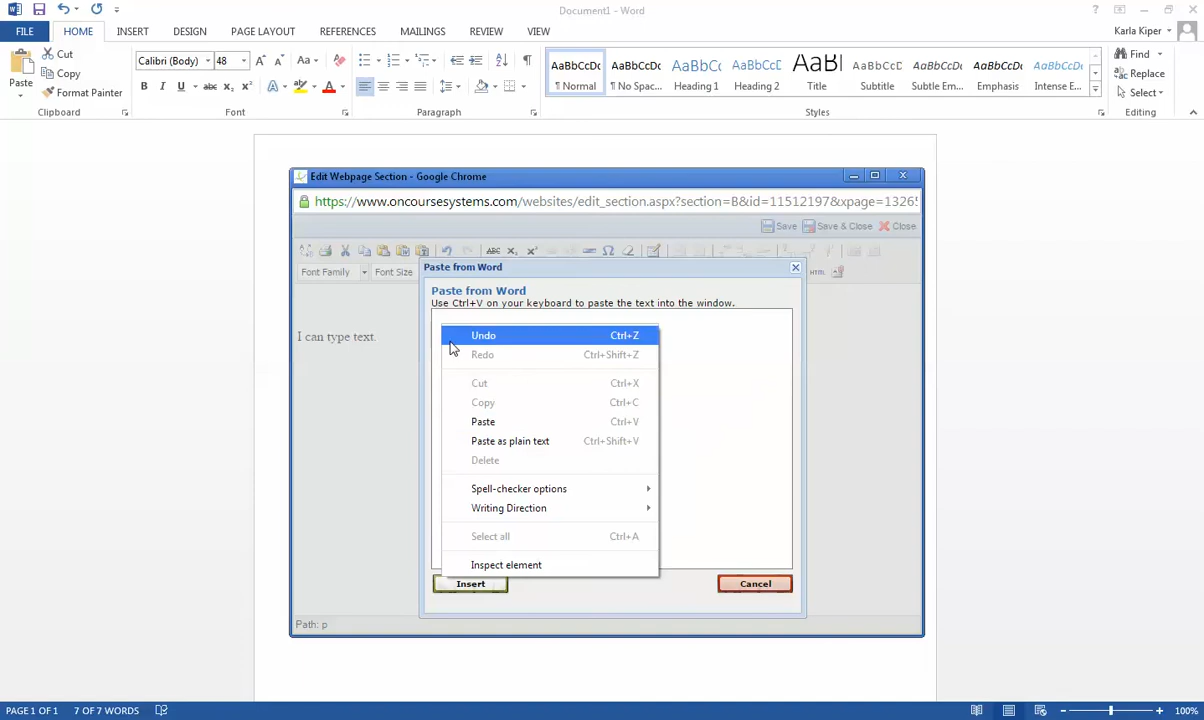 Document1 - Word
FILE HOME INSERT DESIGN PAGE LAYOUT REFERENCES MAILINGS REVIEW VIEW Karla Kiper
Paste
Cut
Copy
Format Painter
Calibri (Body) 48
AaBbCcDc ¶ Normal
AaBbCcDc ¶ No Spac...
AaBbCc Heading 1
AaBbCcC Heading 2
AaBl Title
AaBbCcD Subtitle
AaBbCcDc Subtle Em...
AaBbCcDc Emphasis
AaBbCcDc Intense E...
Find
Replace
Select
Clipboard Font Paragraph Styles Editing
Edit Webpage Section - Google Chrome
https://www.oncoursesystems.com/websites/edit_section.aspx?section=B&id=11512197&xpage=1326
Save Save & Close Close
Font Family Font Size HTML
Paste from Word
Paste from Word
Use Ctrl+V on your keyboard to paste the text into the window.
I can type text.
Undo Ctrl+Z
Redo Ctrl+Shift+Z
Cut Ctrl+X
Copy Ctrl+C
Paste Ctrl+V
Paste as plain text Ctrl+Shift+V
Delete
Spell-checker options
Writing Direction
Select all Ctrl+A
Inspect element
Insert Cancel
Path: p
PAGE 1 OF 1 7 OF 7 WORDS 100%